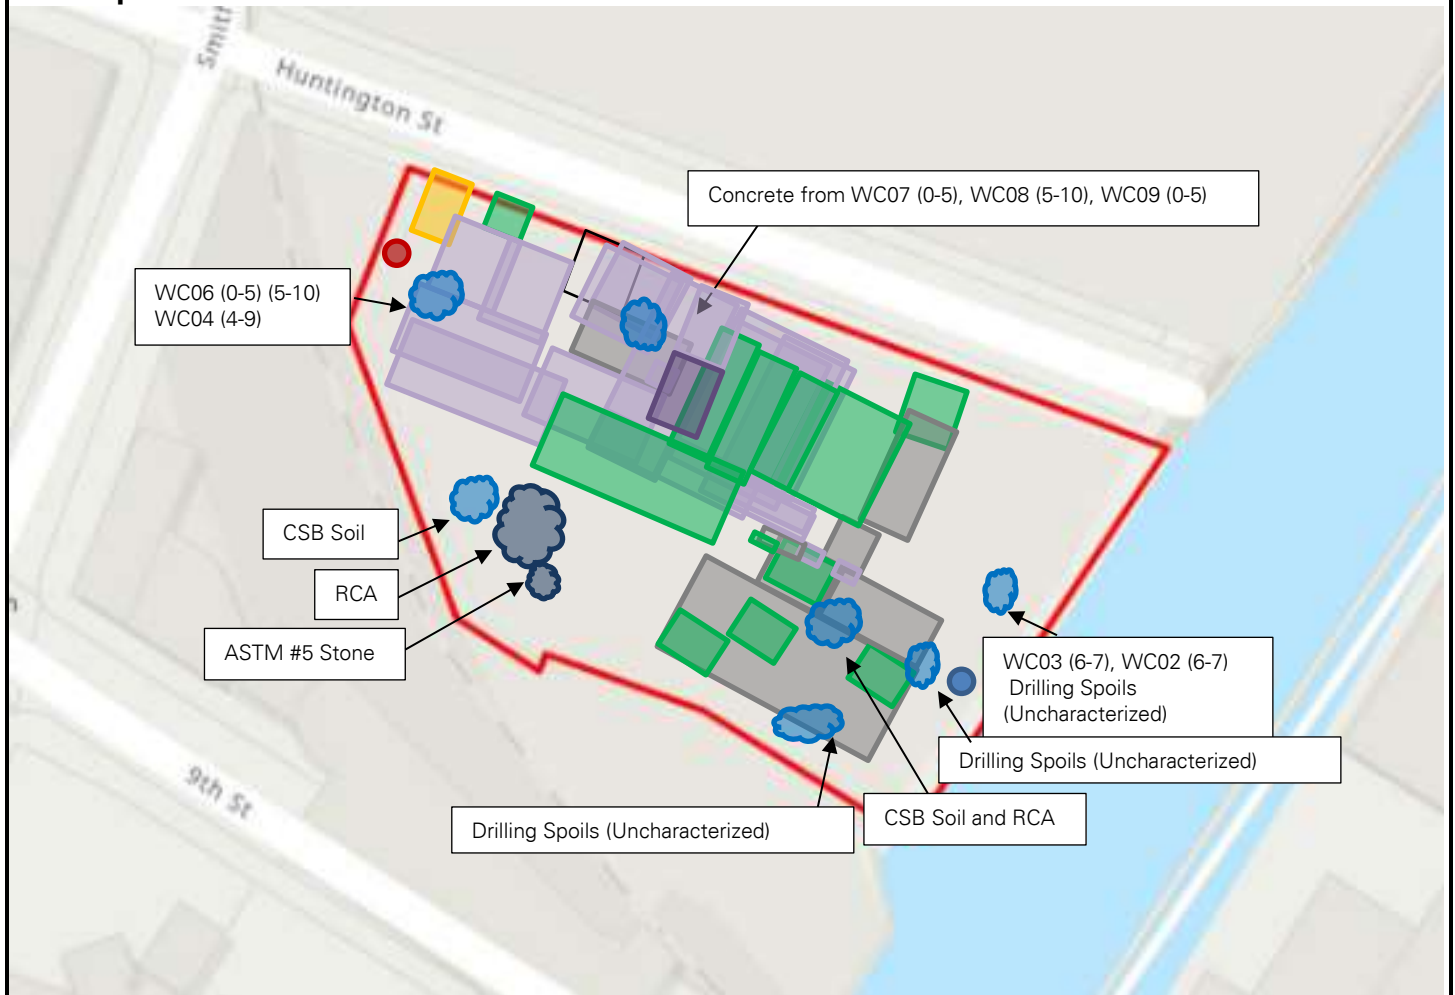 Smith
Huntington St
Concrete from WC07 (0-5), WC08 (5-10), WC09 (0-5)
WC06 (0-5) (5-10)
WC04 (4-9)
CSB Soil
RCA
ASTM #5 Stone
WC03 (6-7), WC02 (6-7)
Drilling Spoils
(Uncharacterized)
Drilling Spoils (Uncharacterized)
CSB Soil and RCA
Drilling Spoils (Uncharacterized)
9th St